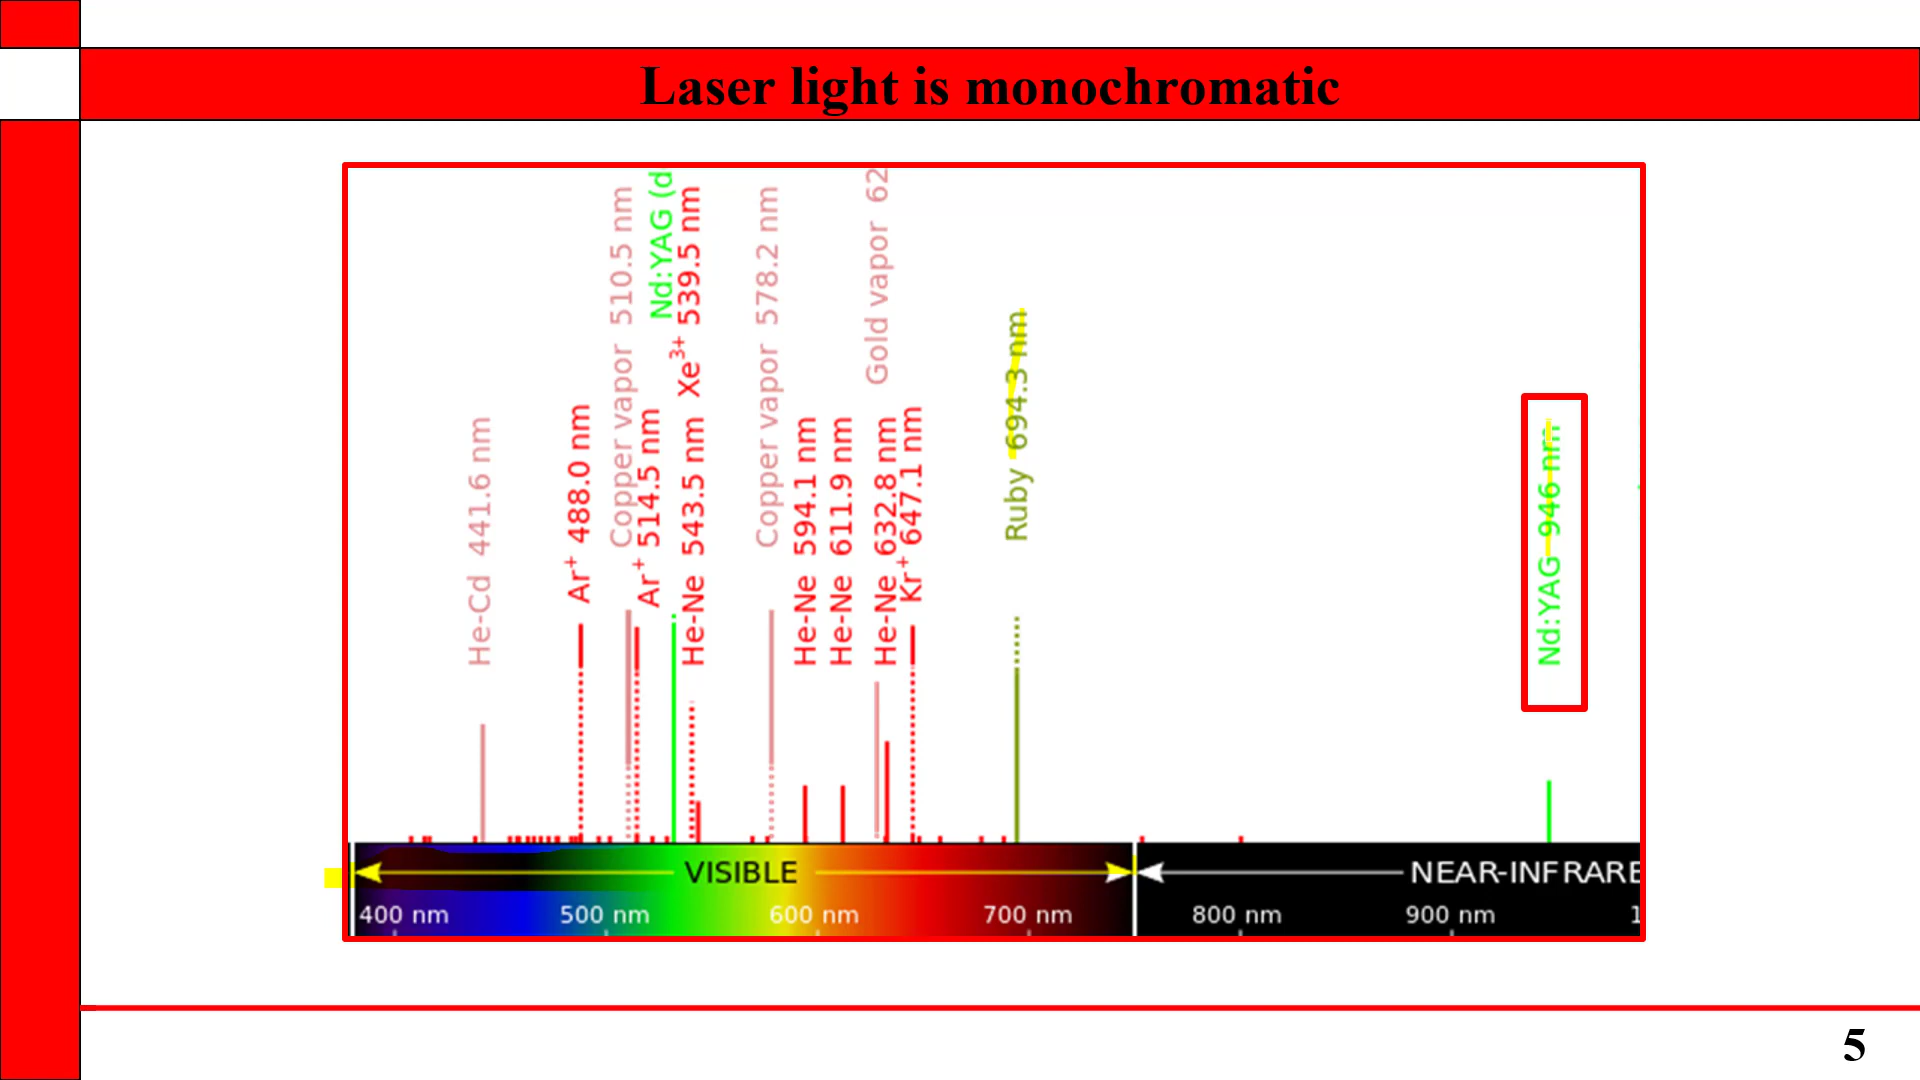 Laser light is monochromatic
He-Cd 441.6 nm
Ar⁺ 488.0 nm
Copper vapor 510.5 nm
Ar⁺ 514.5 nm
Nd:YAG (d
Xe³⁺ 539.5 nm
He-Ne 543.5 nm
Copper vapor 578.2 nm
He-Ne 594.1 nm
He-Ne 611.9 nm
Gold vapor 62
He-Ne 632.8 nm
Kr⁺ 647.1 nm
Ruby 694.3 nm
Nd:YAG 946 nm
VISIBLE
NEAR-INFRARE
400 nm
500 nm
600 nm
700 nm
800 nm
900 nm
1
5